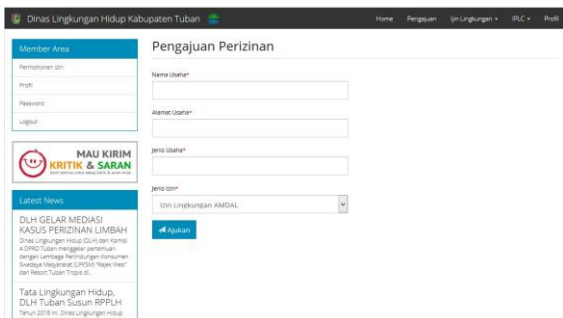 Dinas Lingkungan Hidup Kabupaten Tuban
Home Pengajuan Ijin Lingkungan IPLC Profil
Member Area
Permohonan Izin
Profil
Password
Logout
MAU KIRIM
KRITIK & SARAN
Latest News
DLH GELAR MEDIASI
KASUS PERIZINAN LIMBAH
Dinas Lingkungan Hidup (DLH) dan Komisi
A DPRD Tuban menggelar pertemuan
dengan Lembaga Perlindungan Konsumen
Swadaya Masyarakat (LPKSM) "Rajek Wesi"
dan Resort Tuban Tropis di...
Tata Lingkungan Hidup,
DLH Tuban Susun RPPLH
Tahun 2018 ini, Dinas Lingkungan Hidup
Pengajuan Perizinan
Nama Usaha*
Alamat Usaha*
Jenis Usaha*
Jenis Izin*
Izin Lingkungan AMDAL
Ajukan